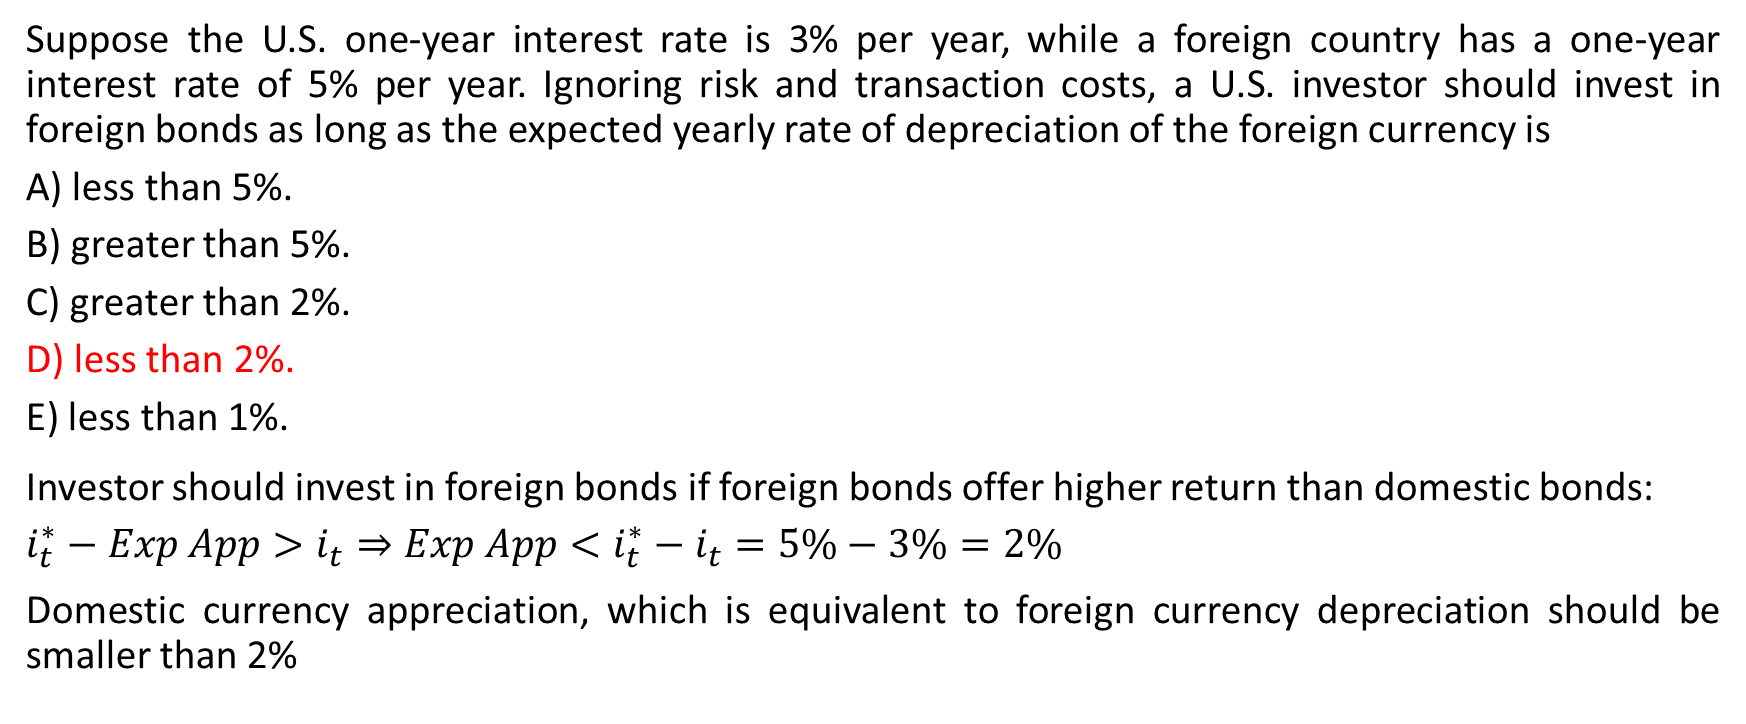 Suppose the U.S. one-year interest rate is 3% per year, while a foreign country has a one-year
interest rate of 5% per year. Ignoring risk and transaction costs, a U.S. investor should invest in
foreign bonds as long as the expected yearly rate of depreciation of the foreign currency is
A) less than 5%.
B) greater than 5%.
C) greater than 2%.
D) less than 2%.
E) less than 1%.
Investor should invest in foreign bonds if foreign bonds offer higher return than domestic bonds:
$i_t^* - Exp\ App > i_t \Rightarrow Exp\ App < i_t^* - i_t = 5\% - 3\% = 2\%$
Domestic currency appreciation, which is equivalent to foreign currency depreciation should be
smaller than 2%